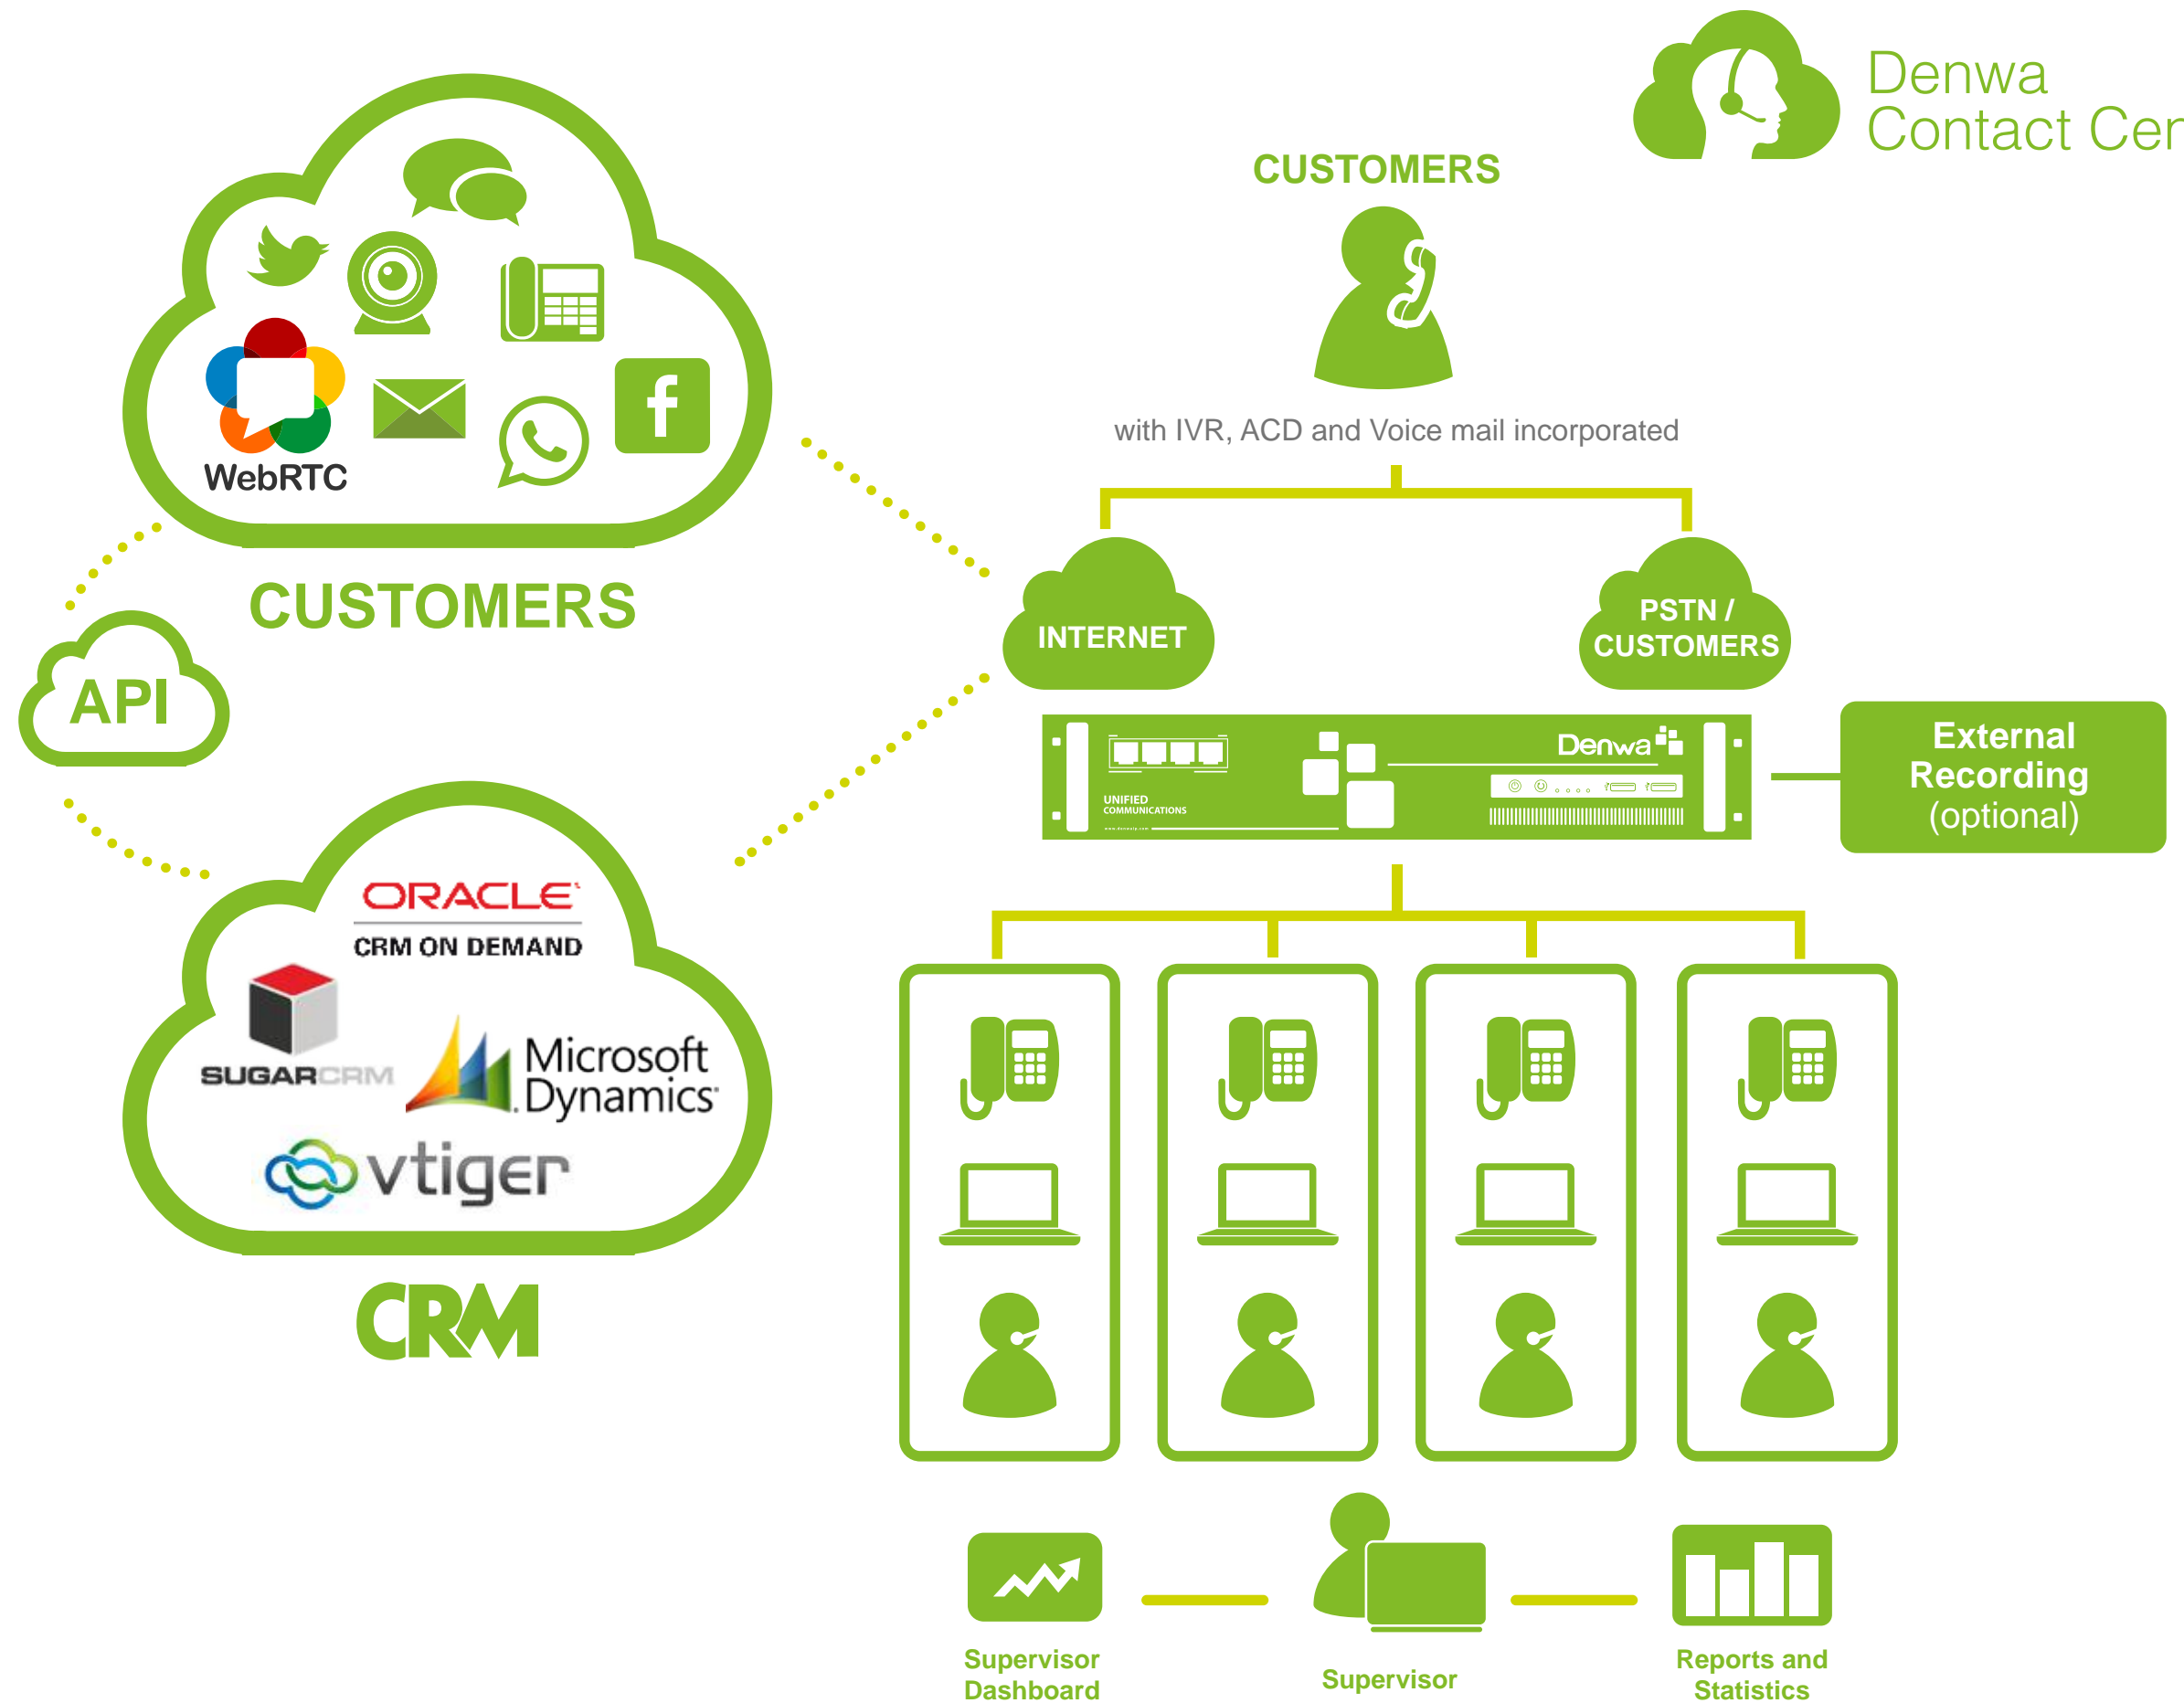 Denwa
Contact Cen
CUSTOMERS
with IVR, ACD and Voice mail incorporated
WebRTC
CUSTOMERS
API
INTERNET
PSTN /
CUSTOMERS
Denwa
UNIFIED
COMMUNICATIONS
External
Recording
(optional)
ORACLE
CRM ON DEMAND
SUGARCRM
Microsoft
Dynamics
vtiger
CRM
Supervisor
Dashboard
Supervisor
Reports and
Statistics